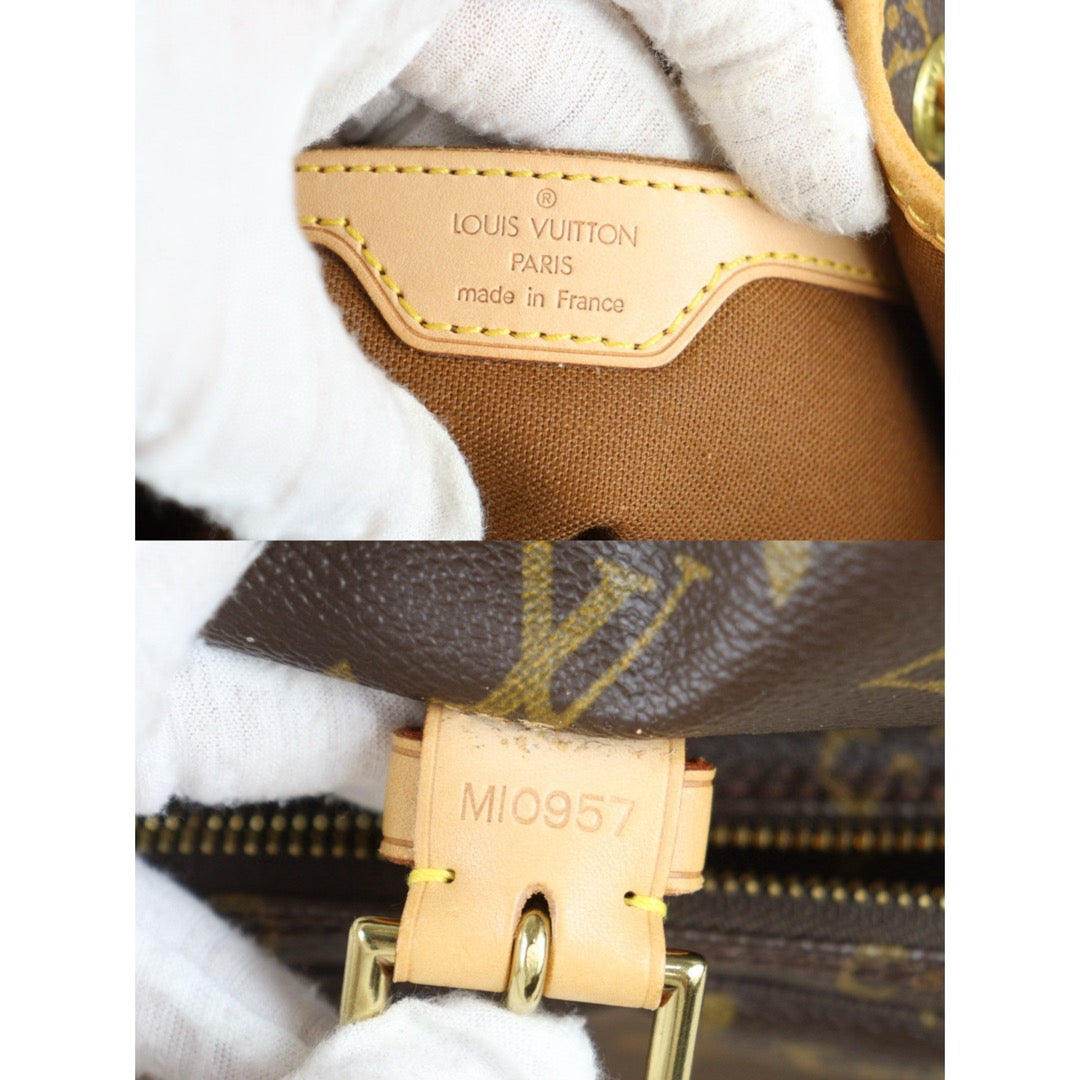 ®
LOUIS VUITTON
PARIS
made in France
MI0957